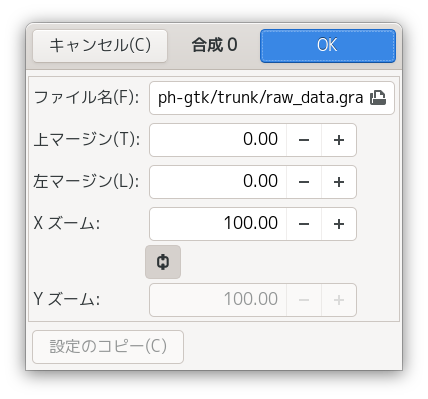 キャンセル(C) 合成 0 OK
ファイル名(F): ph-gtk/trunk/raw_data.gra
上マージン(T): 0.00 − +
左マージン(L): 0.00 − +
X ズーム: 100.00 − +
Y ズーム: 100.00 − +
設定のコピー(C)